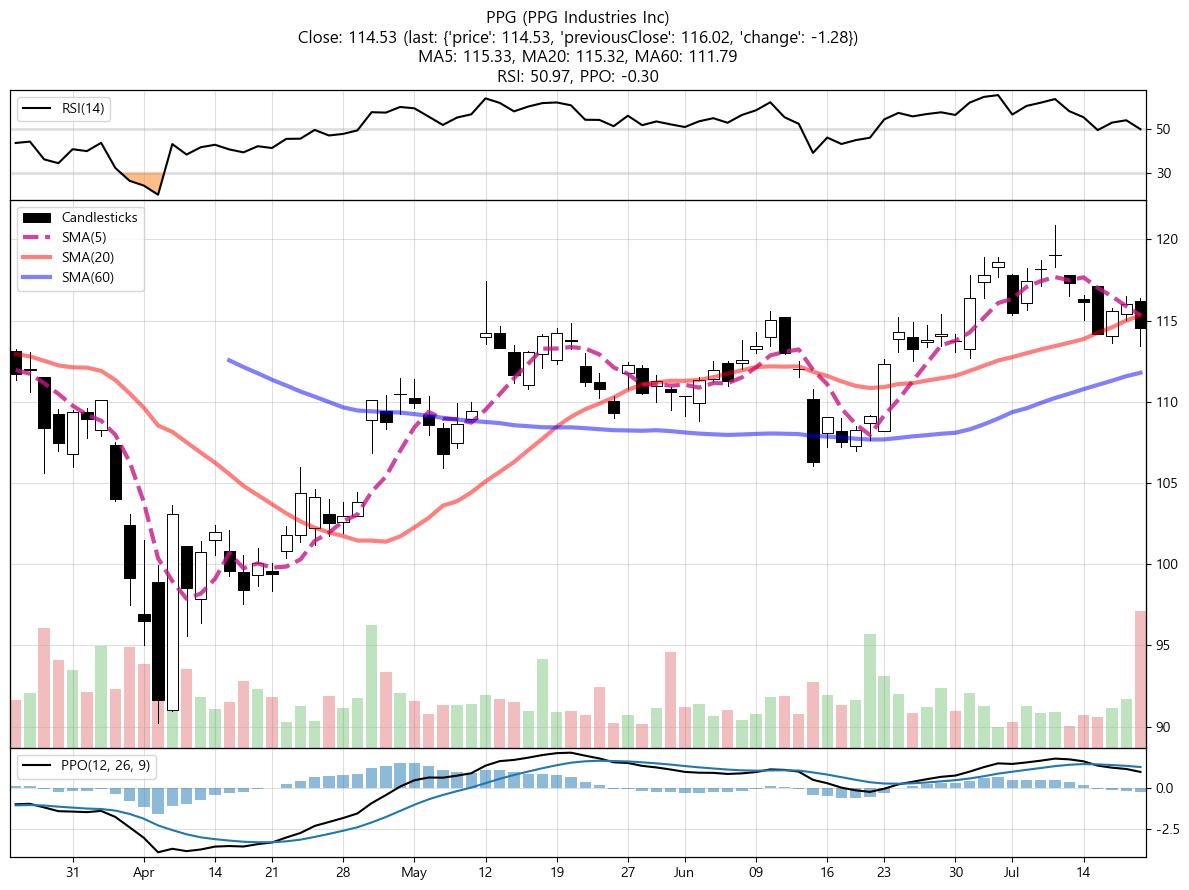 PPG (PPG Industries Inc)
Close: 114.53 (last: {'price': 114.53, 'previousClose': 116.02, 'change': -1.28})
MA5: 115.33, MA20: 115.32, MA60: 111.79
RSI: 50.97, PPO: -0.30
RSI(14)
50
30
Candlesticks
SMA(5)
SMA(20)
SMA(60)
120
115
110
105
100
95
90
PPO(12, 26, 9)
0.0
-2.5
31 Apr 14 21 28 May 12 19 27 Jun 09 16 23 30 Jul 14